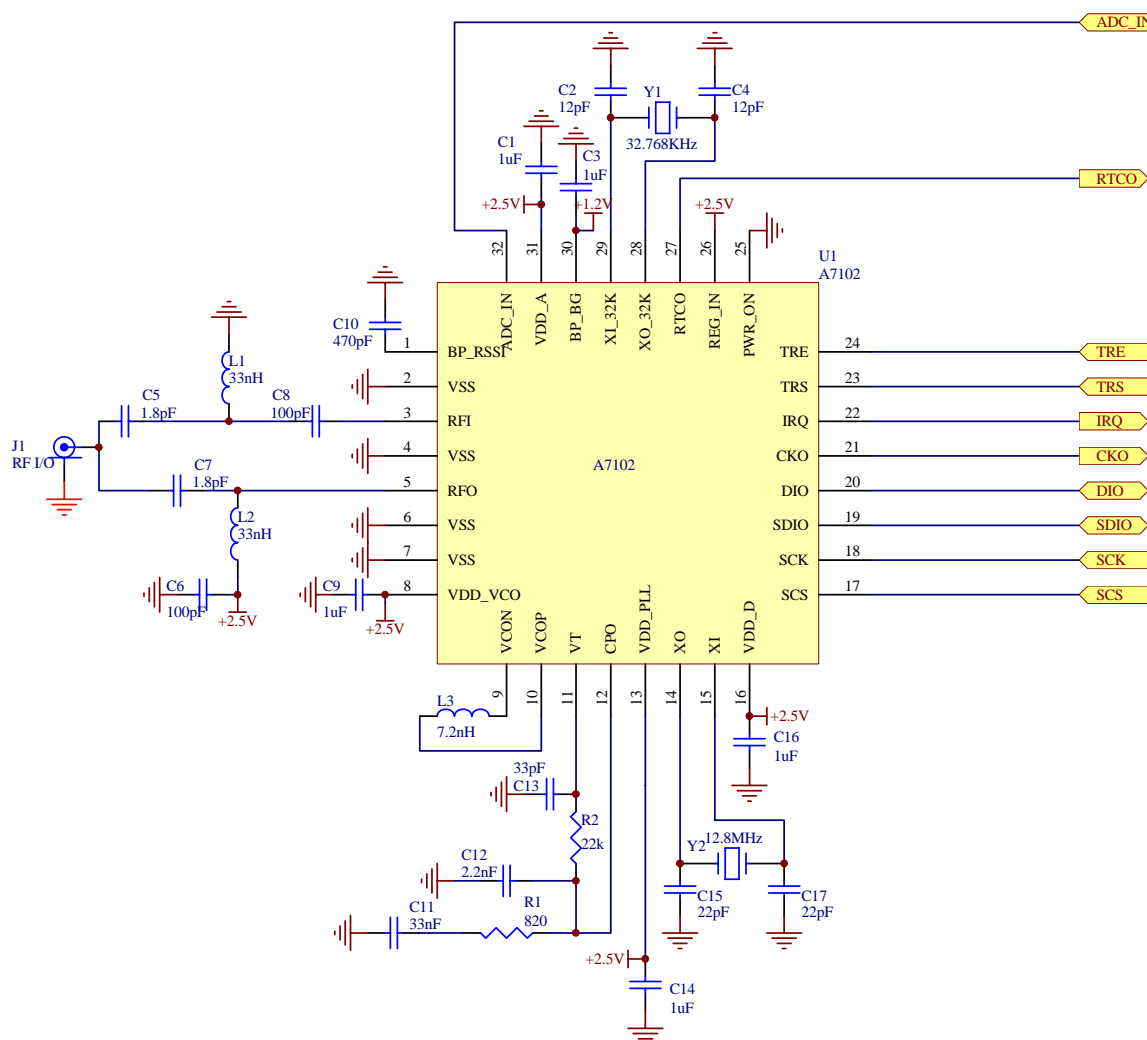 ADC_IN
C2
12pF
Y1
32.768KHz
C4
12pF
C1
1uF
C3
1uF
RTCO
+2.5V
+1.2V
+2.5V
32
31
30
29
28
27
26
25
U1
A7102
ADC_IN
VDD_A
BP_BG
XI_32K
XO_32K
RTCO
REG_IN
PWR_ON
C10
470pF
1
BP_RSSI
TRE
24
TRE
L1
33nH
2
VSS
TRS
23
TRS
C5
1.8pF
C8
100pF
3
RFI
IRQ
22
IRQ
J1
RF I/O
4
VSS
A7102
CKO
21
CKO
C7
1.8pF
5
RFO
DIO
20
DIO
L2
33nH
6
VSS
SDIO
19
SDIO
7
VSS
SCK
18
SCK
C6
100pF
+2.5V
C9
1uF
+2.5V
8
VDD_VCO
SCS
17
SCS
VCON
VCOP
VT
CPO
VDD_PLL
XO
XI
VDD_D
9
10
11
12
13
14
15
16
L3
7.2nH
+2.5V
C16
1uF
33pF
C13
R2
22k
Y2
12.8MHz
C12
2.2nF
C15
22pF
C17
22pF
C11
33nF
R1
820
+2.5V
C14
1uF